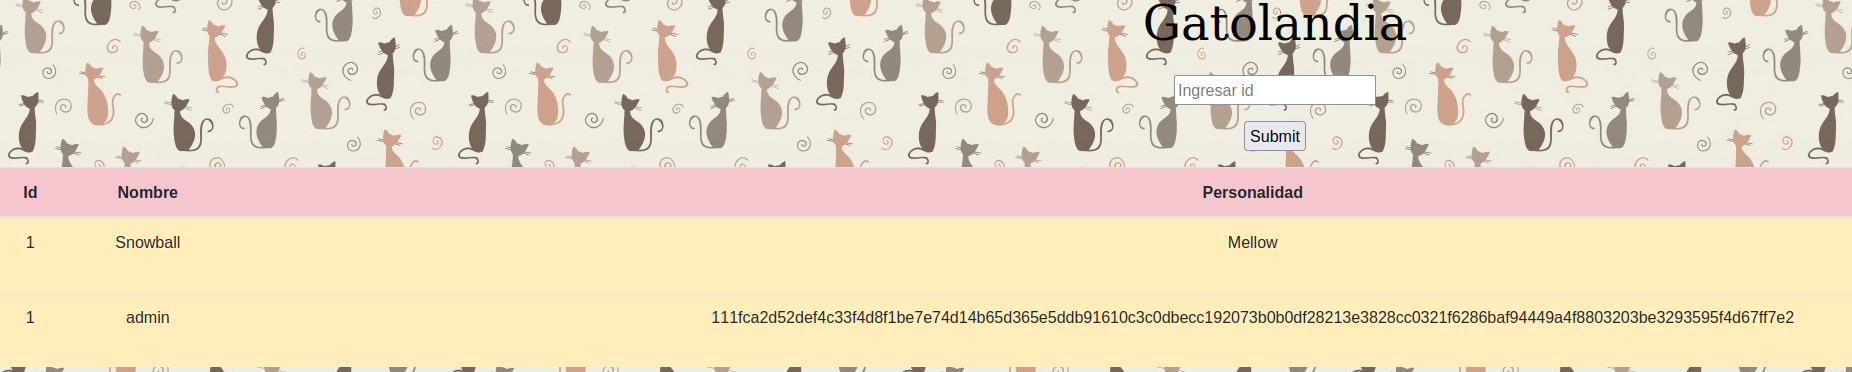 Gatolandia
Ingresar id
Submit
Id Nombre Personalidad
1 Snowball Mellow
1 admin 111fca2d52def4c33f4d8f1be7e74d14b65d365e5ddb91610c3c0dbecc192073b0b0df28213e3828cc0321f6286baf94449a4f8803203be3293595f4d67ff7e2